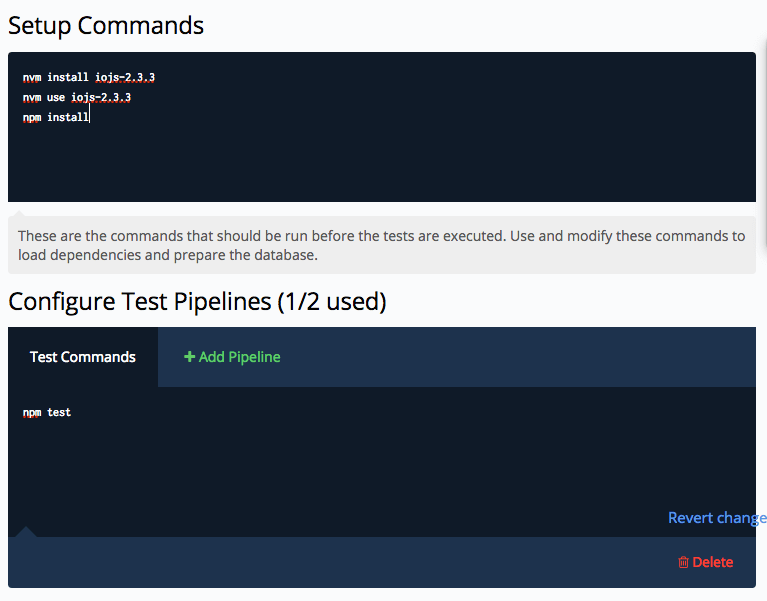 Setup Commands
nvm install iojs-2.3.3
nvm use iojs-2.3.3
npm install
These are the commands that should be run before the tests are executed. Use and modify these commands to
load dependencies and prepare the database.
Configure Test Pipelines (1/2 used)
Test Commands
Add Pipeline
npm test
Revert change
Delete